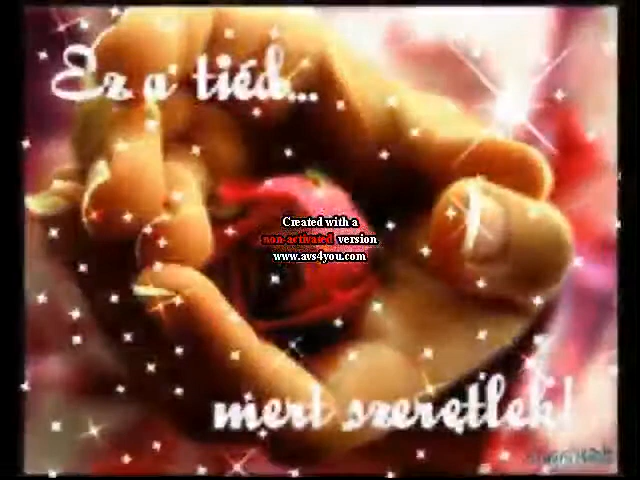 Ez a tiéd...
Created with a
non-activated version
www.avs4you.com
mert szeretlek!